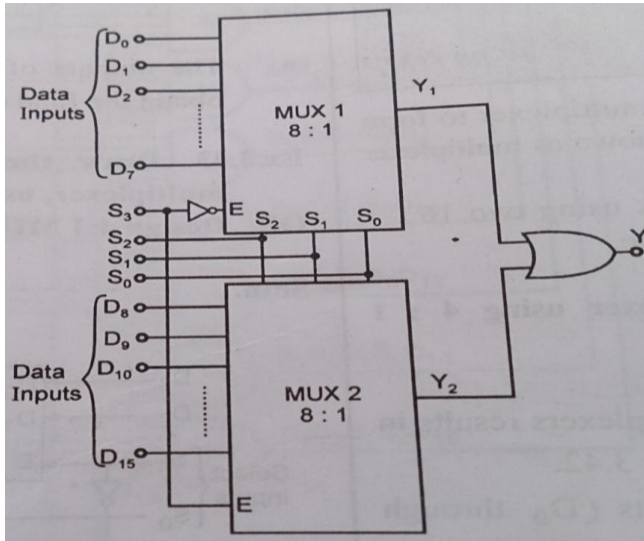 D₀
D₁
D₂
Data
Inputs
D₇
MUX 1
8 : 1
Y₁
S₃
E
S₂ S₁ S₀
S₂
S₁
S₀
Y
D₈
D₉
D₁₀
Data
Inputs
D₁₅
MUX 2
8 : 1
Y₂
E